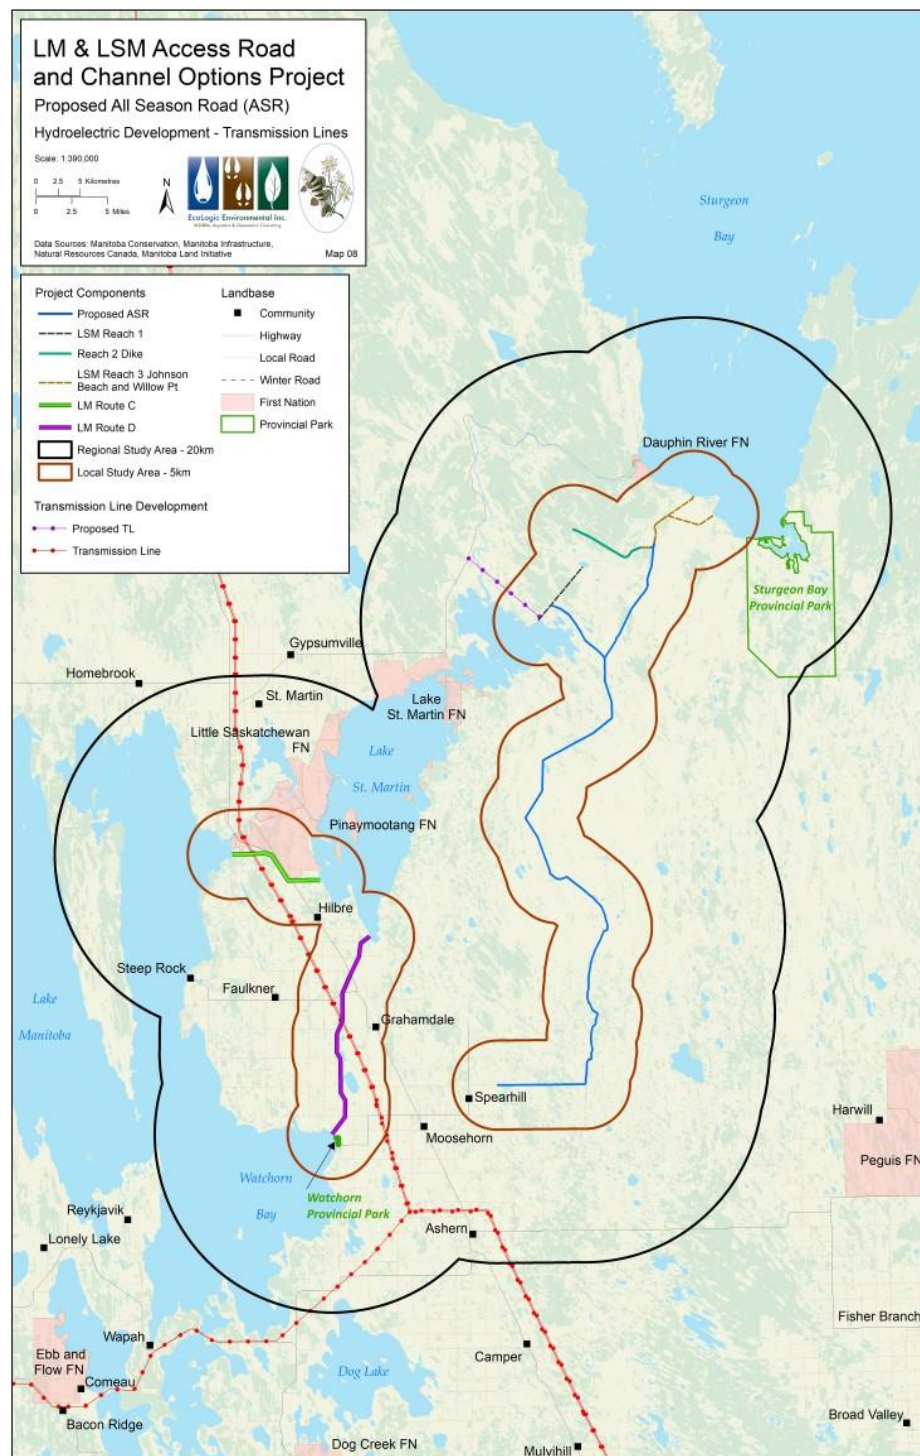 LM & LSM Access Road
and Channel Options Project
Proposed All Season Road (ASR)
Hydroelectric Development - Transmission Lines
Scale: 1:390,000
0 2.5 5 Kilometres
0 2.5 5 Miles
N
EcoLogic Environmental Inc.
Data Sources: Manitoba Conservation, Manitoba Infrastructure,
Natural Resources Canada, Manitoba Land Initiative
Map 08
Project Components
Proposed ASR
LSM Reach 1
Reach 2 Dike
LSM Reach 3 Johnson
Beach and Willow Pt
LM Route C
LM Route D
Regional Study Area - 20km
Local Study Area - 5km
Landbase
Community
Highway
Local Road
Winter Road
First Nation
Provincial Park
Transmission Line Development
Proposed TL
Transmission Line
Sturgeon
Bay
Dauphin River FN
Sturgeon Bay
Provincial Park
Gypsumville
Homebrook
St. Martin
Lake
St. Martin FN
Little Saskatchewan
FN
Lake
St. Martin
Pinaymootang FN
Hilbre
Steep Rock
Faulkner
Lake
Manitoba
Grahamdale
Spearhill
Harwill
Moosehorn
Peguis FN
Watchorn
Bay
Watchorn
Provincial Park
Reykjavik
Lonely Lake
Ashern
Fisher Branch
Wapah
Ebb and
Flow FN
Camper
Dog Lake
Comeau
Bacon Ridge
Broad Valley
Dog Creek FN
Mulvihill